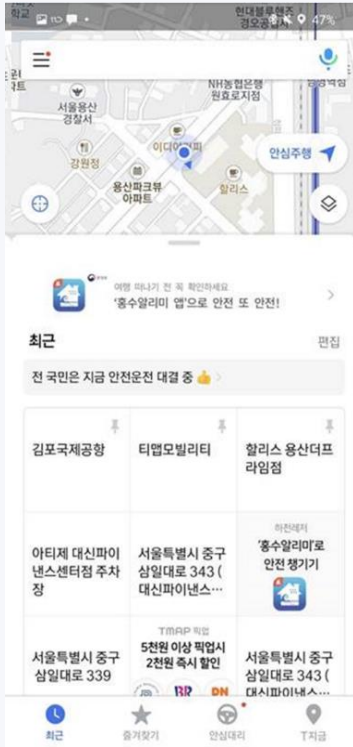 학교
현대블루핸즈
47%
NH농협은행
원효로지점
서울용산
경찰서
강원정
용산파크뷰
아파트
할리스
안심주행
여행 떠나기 전 꼭 확인하세요
'홍수알리미 앱'으로 안전 또 안전!
최근
편집
전 국민은 지금 안전운전 대결 중 👍
김포국제공항
티맵모빌리티
할리스 용산더프
라임점
아티제 대신파이
낸스센터점 주차
장
서울특별시 중구
삼일대로 343 (
대신파이낸스…
하천레저
'홍수알리미'로
안전 챙기기
서울특별시 중구
삼일대로 339
TMAP 픽업
5천원 이상 픽업시
2천원 즉시 할인
BR
DN
서울특별시 중구
삼일대로 343 (
대신파이낸스…
최근
즐겨찾기
안심대리
T지금